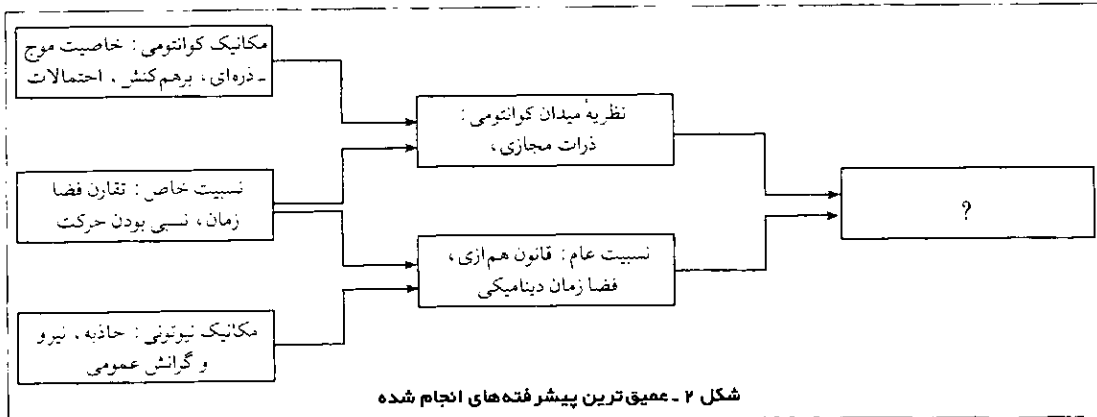 مکانیک کوانتومی : خاصیت موج
ـ ذره‌ای، برهم‌کنش، احتمالات
نظریهٔ میدان کوانتومی :
ذرات مجازی،
نسبیت خاص : تقارن فضا
زمان، نسبی بودن حرکت
؟
نسبیت عام : قانون هم‌ارزی،
فضا زمان دینامیکی
مکانیک نیوتونی : جاذبه، نیرو
و گرانش عمومی
شکل ۲ ـ عمیق‌ترین پیشرفته‌های انجام شده